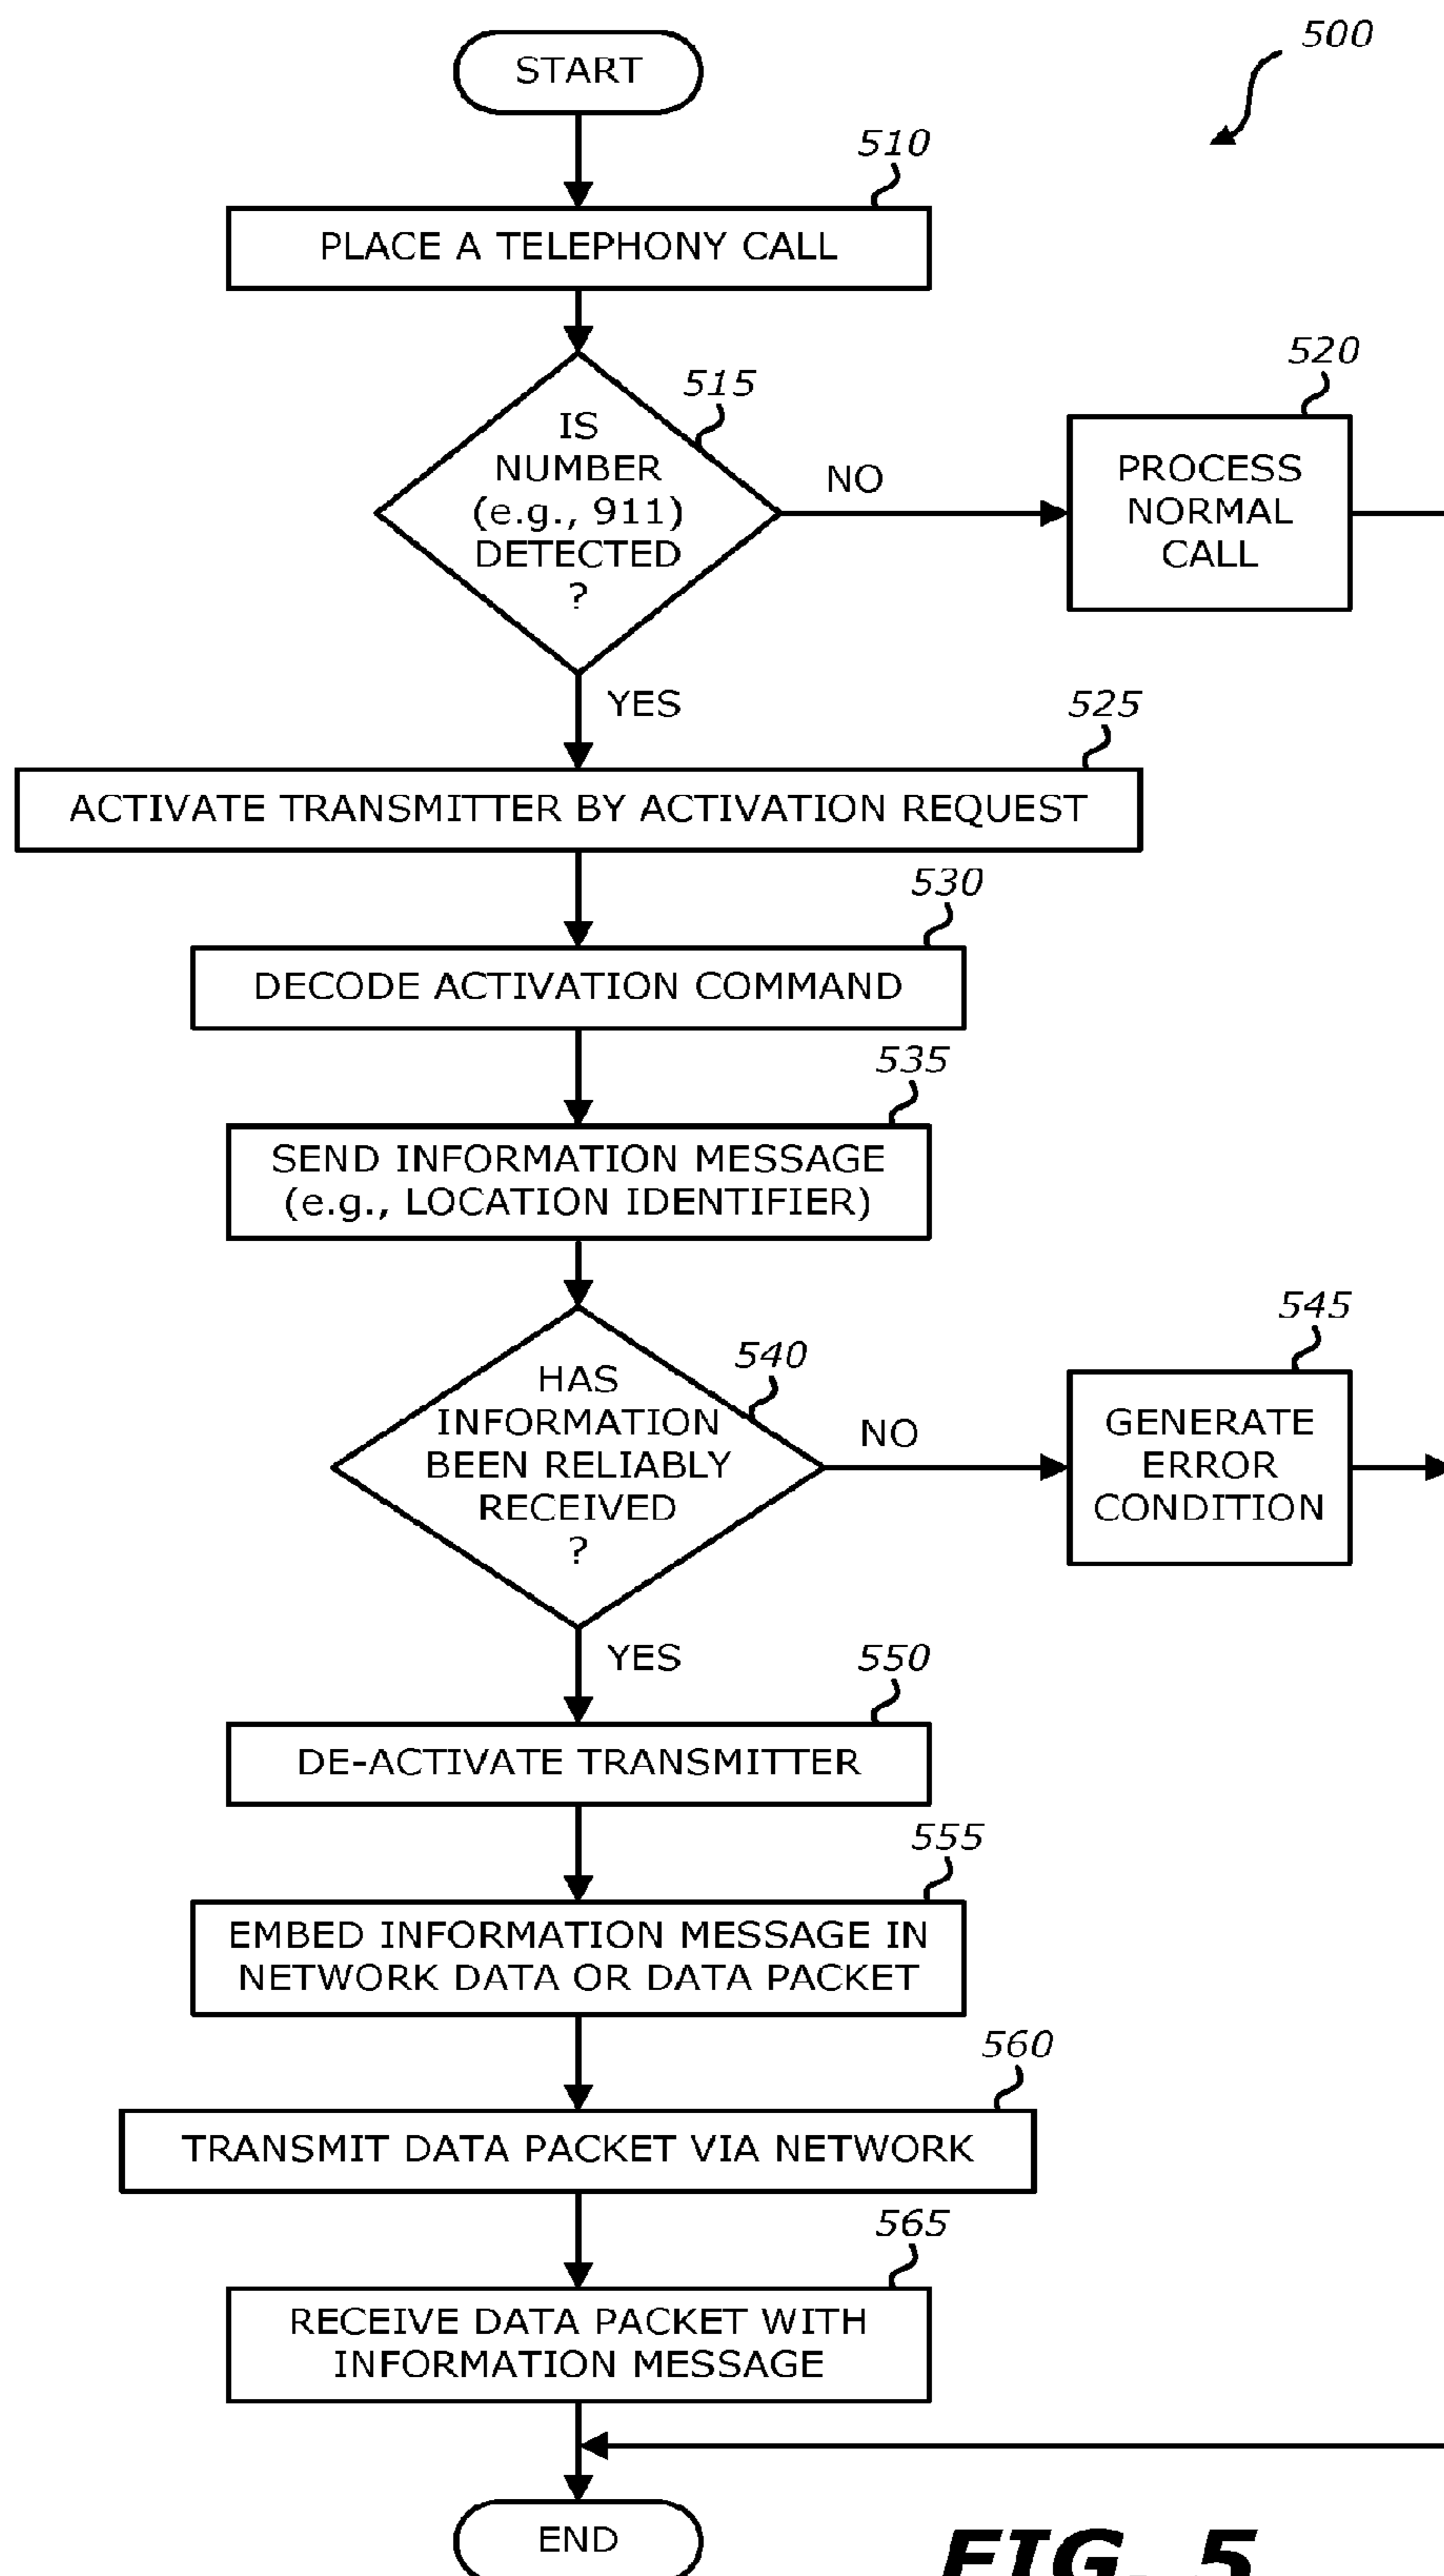 500
START
510
PLACE A TELEPHONY CALL
515
IS
NUMBER
(e.g., 911)
DETECTED
?
NO
520
PROCESS
NORMAL
CALL
YES
525
ACTIVATE TRANSMITTER BY ACTIVATION REQUEST
530
DECODE ACTIVATION COMMAND
535
SEND INFORMATION MESSAGE
(e.g., LOCATION IDENTIFIER)
540
HAS
INFORMATION
BEEN RELIABLY
RECEIVED
?
NO
545
GENERATE
ERROR
CONDITION
YES
550
DE-ACTIVATE TRANSMITTER
555
EMBED INFORMATION MESSAGE IN
NETWORK DATA OR DATA PACKET
560
TRANSMIT DATA PACKET VIA NETWORK
565
RECEIVE DATA PACKET WITH
INFORMATION MESSAGE
END
FIG. 5